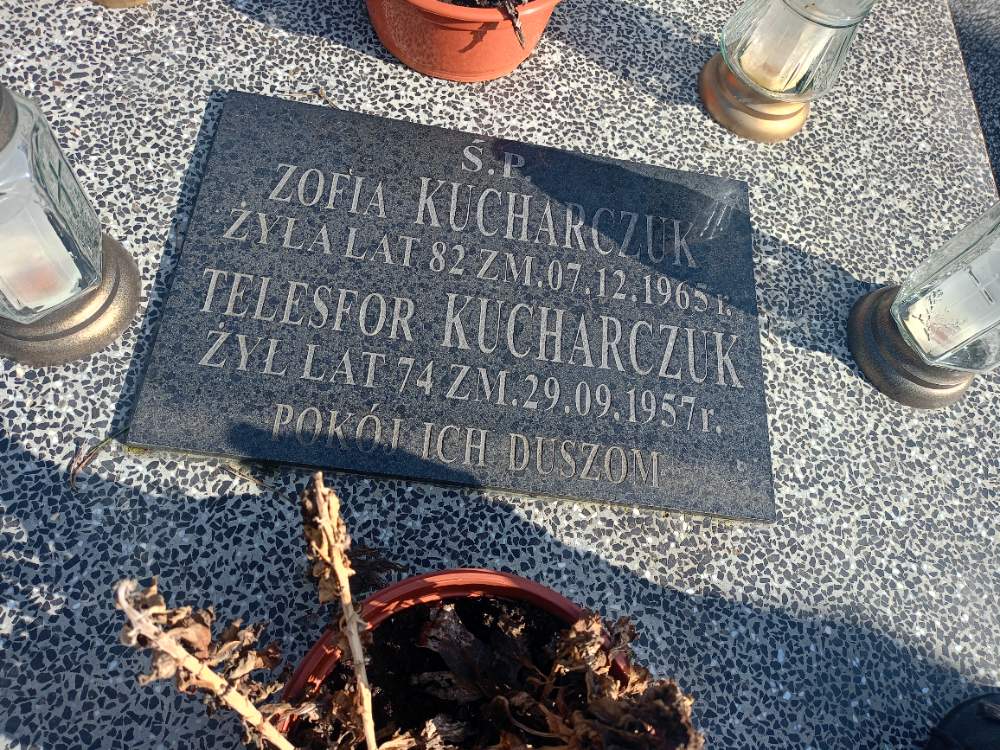 Ś.P.
ZOFIA KUCHARCZUK
ŻYŁA LAT 82 ZM.07.12.1965 r.
TELESFOR KUCHARCZUK
ŻYŁ LAT 74 ZM.29.09.1957 r.
POKÓJ ICH DUSZOM